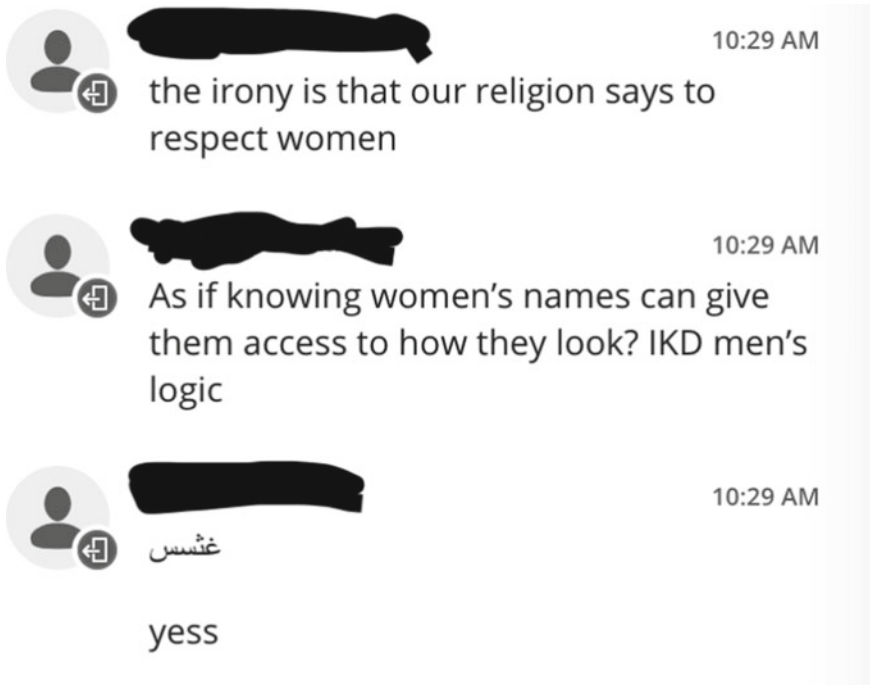 10:29 AM
the irony is that our religion says to
respect women
10:29 AM
As if knowing women’s names can give
them access to how they look? IKD men’s
logic
10:29 AM
غثسس
yess